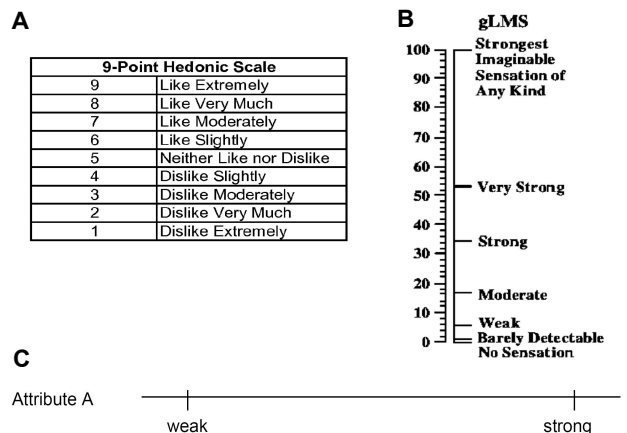 A
9-Point Hedonic Scale
9 Like Extremely
8 Like Very Much
7 Like Moderately
6 Like Slightly
5 Neither Like nor Dislike
4 Dislike Slightly
3 Dislike Moderately
2 Dislike Very Much
1 Dislike Extremely
B
gLMS
100 Strongest
Imaginable
90 Sensation of
Any Kind
80
70
60
50 Very Strong
40
30 Strong
20
10 Moderate
Weak
Barely Detectable
0 No Sensation
C
Attribute A
weak strong